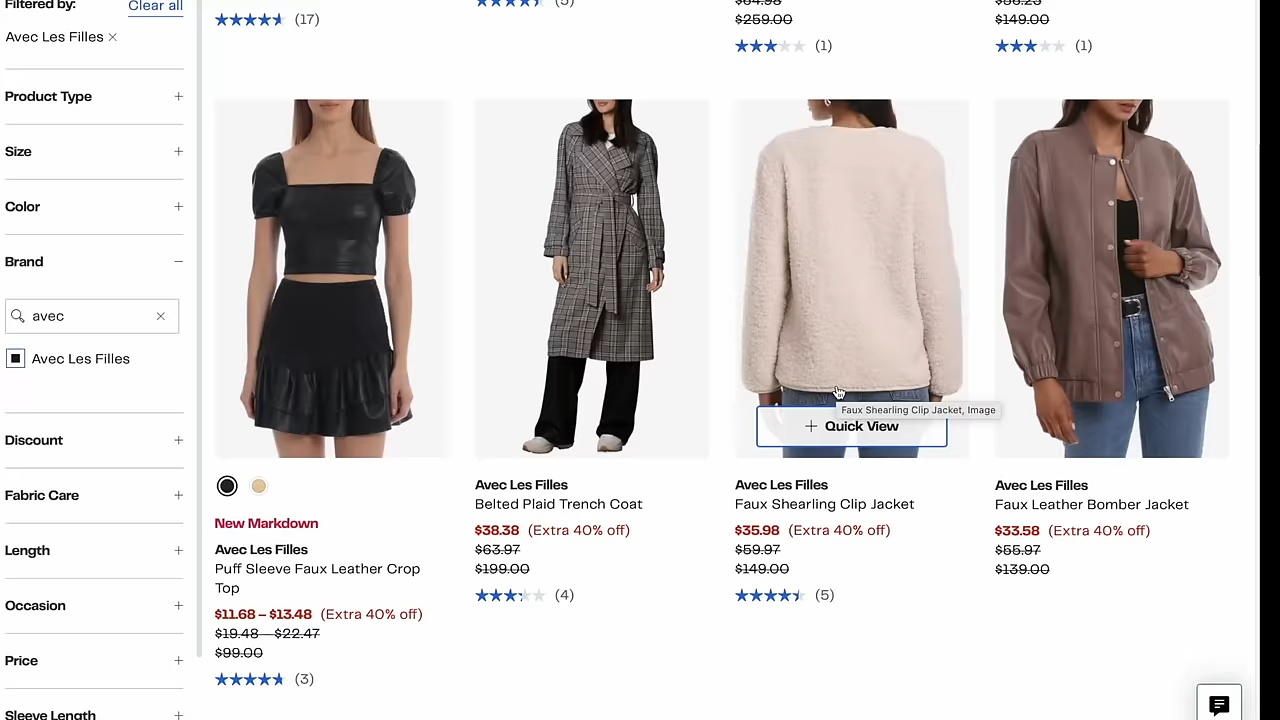 Filtered by:
Clear all
Avec Les Filles
Product Type
Size
Color
Brand
avec
Avec Les Filles
Discount
Fabric Care
Length
Occasion
Price
Sleeve Length
(17)
(5)
$64.98
$259.00
(1)
$56.23
$149.00
(1)
New Markdown
Avec Les Filles
Puff Sleeve Faux Leather Crop
Top
$11.68 – $13.48 (Extra 40% off)
$19.48 – $22.47
$99.00
(3)
Avec Les Filles
Belted Plaid Trench Coat
$38.38 (Extra 40% off)
$63.97
$199.00
(4)
Faux Shearling Clip Jacket, Image
+ Quick View
Avec Les Filles
Faux Shearling Clip Jacket
$35.98 (Extra 40% off)
$59.97
$149.00
(5)
Avec Les Filles
Faux Leather Bomber Jacket
$33.58 (Extra 40% off)
$55.97
$139.00